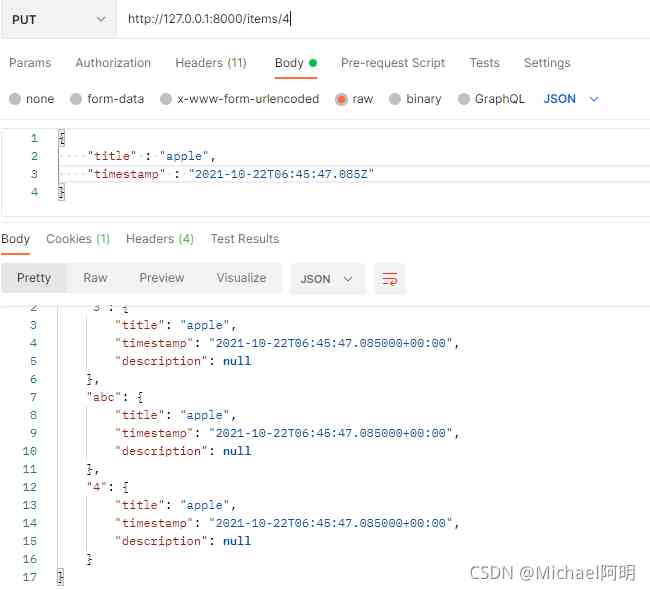 PUT http://127.0.0.1:8000/items/4
Params Authorization Headers (11) Body Pre-request Script Tests Settings
none form-data x-www-form-urlencoded raw binary GraphQL JSON
1 {
2 ····"title"·:·"apple",
3 ····"timestamp"·:·"2021-10-22T06:45:47.085Z"
4 }
Body Cookies (1) Headers (4) Test Results
Pretty Raw Preview Visualize JSON
2 "3": {
3 "title": "apple",
4 "timestamp": "2021-10-22T06:45:47.085000+00:00",
5 "description": null
6 },
7 "abc": {
8 "title": "apple",
9 "timestamp": "2021-10-22T06:45:47.085000+00:00",
10 "description": null
11 },
12 "4": {
13 "title": "apple",
14 "timestamp": "2021-10-22T06:45:47.085000+00:00",
15 "description": null
16 }
17 }
CSDN @Michael阿明